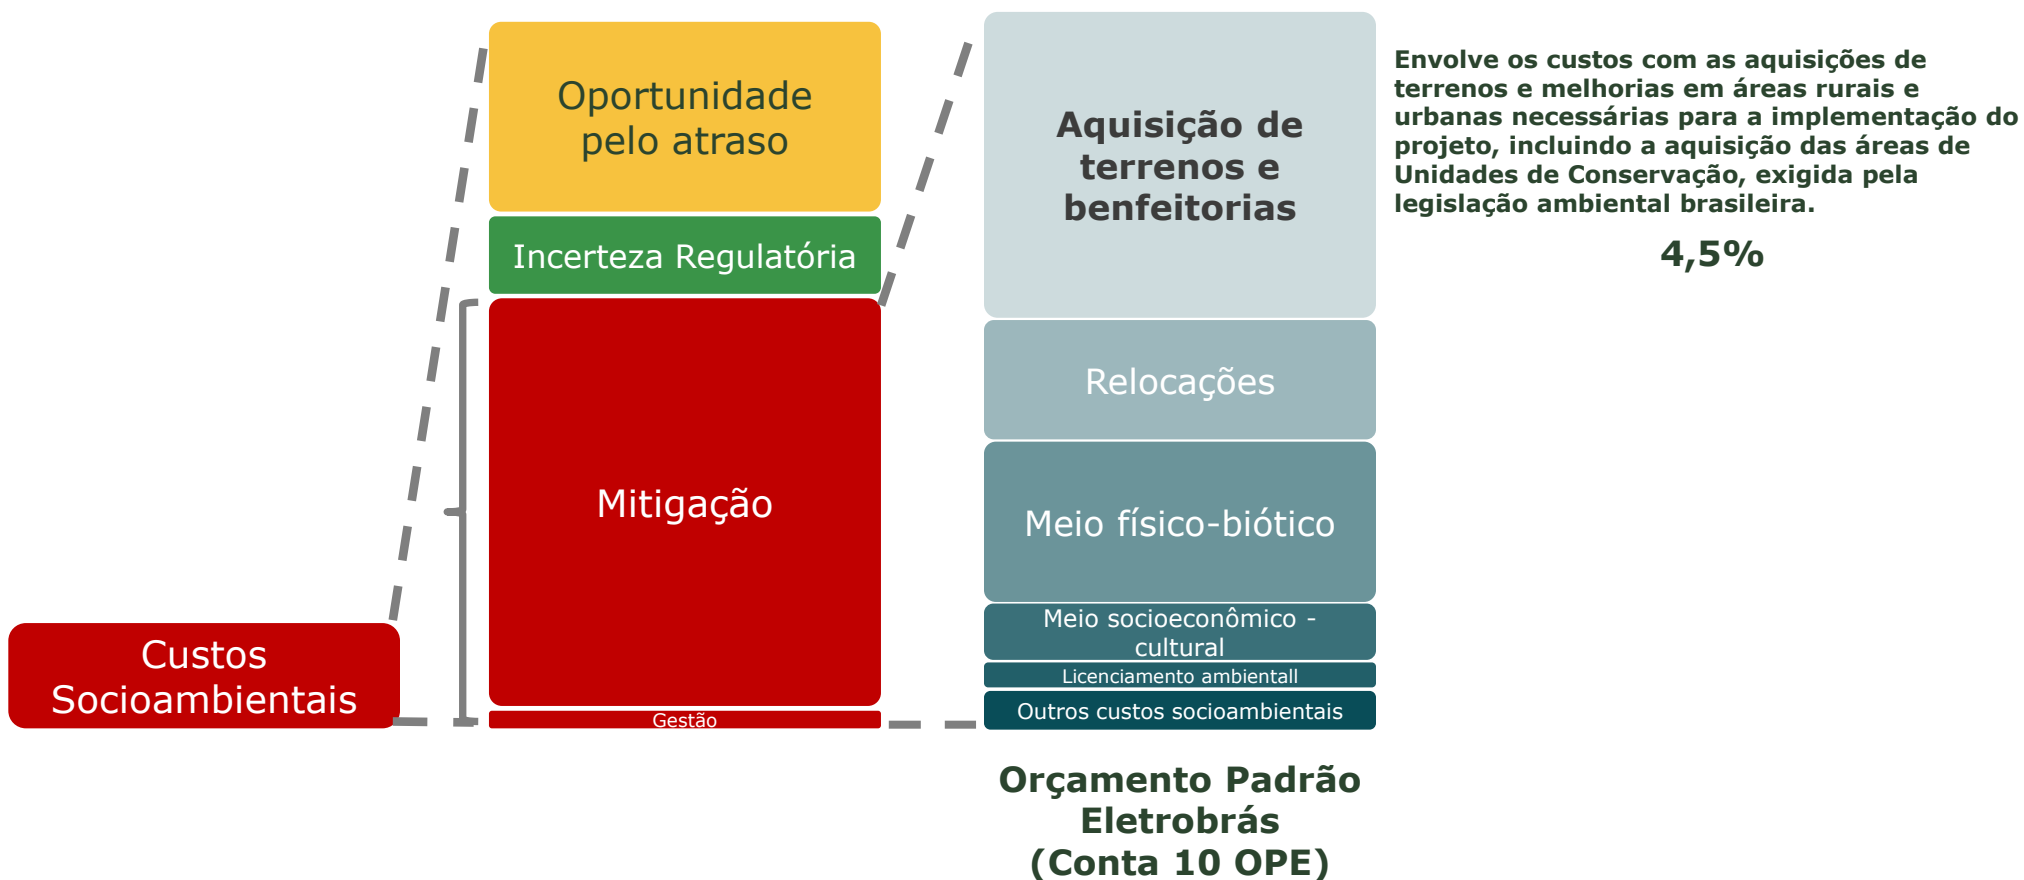 Custos
Socioambientais
Oportunidade
pelo atraso
Incerteza Regulatória
Mitigação
Gestão
Aquisição de
terrenos e
benfeitorias
Relocações
Meio físico-biótico
Meio socioeconômico -
cultural
Licenciamento ambientall
Outros custos socioambientais
Orçamento Padrão
Eletrobrás
(Conta 10 OPE)
Envolve os custos com as aquisições de
terrenos e melhorias em áreas rurais e
urbanas necessárias para a implementação do
projeto, incluindo a aquisição das áreas de
Unidades de Conservação, exigida pela
legislação ambiental brasileira.
4,5%